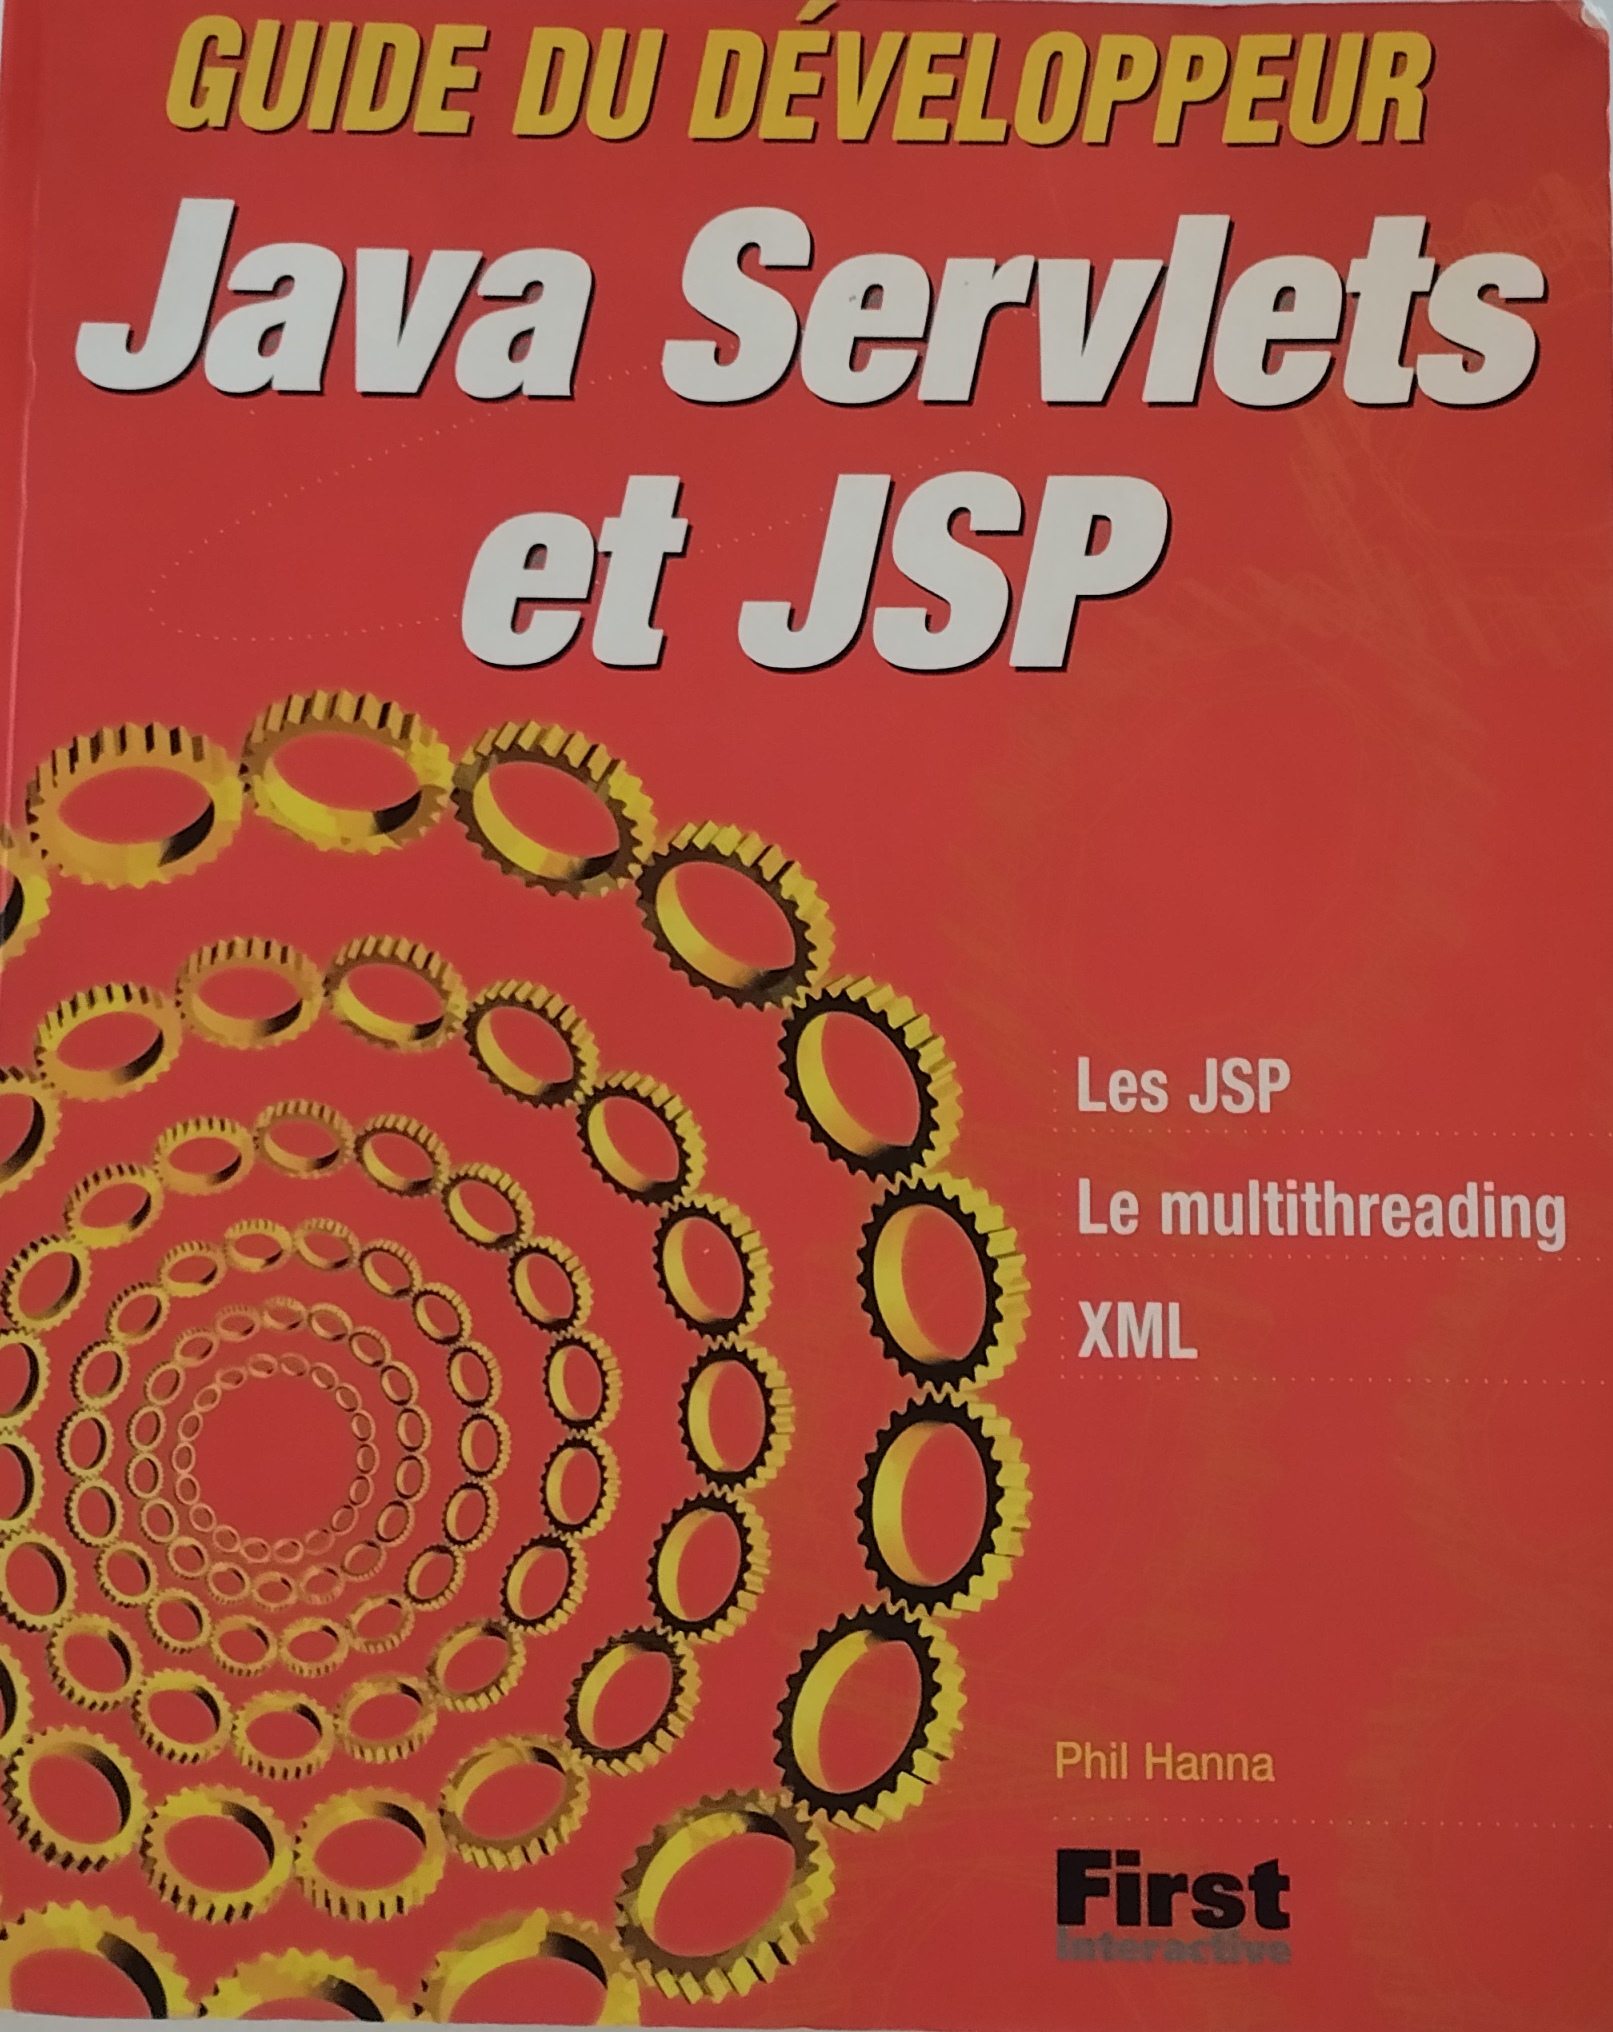 GUIDE DU DÉVELOPPEUR
Java Servlets
et JSP
Les JSP
Le multithreading
XML
Phil Hanna
First
Interactive